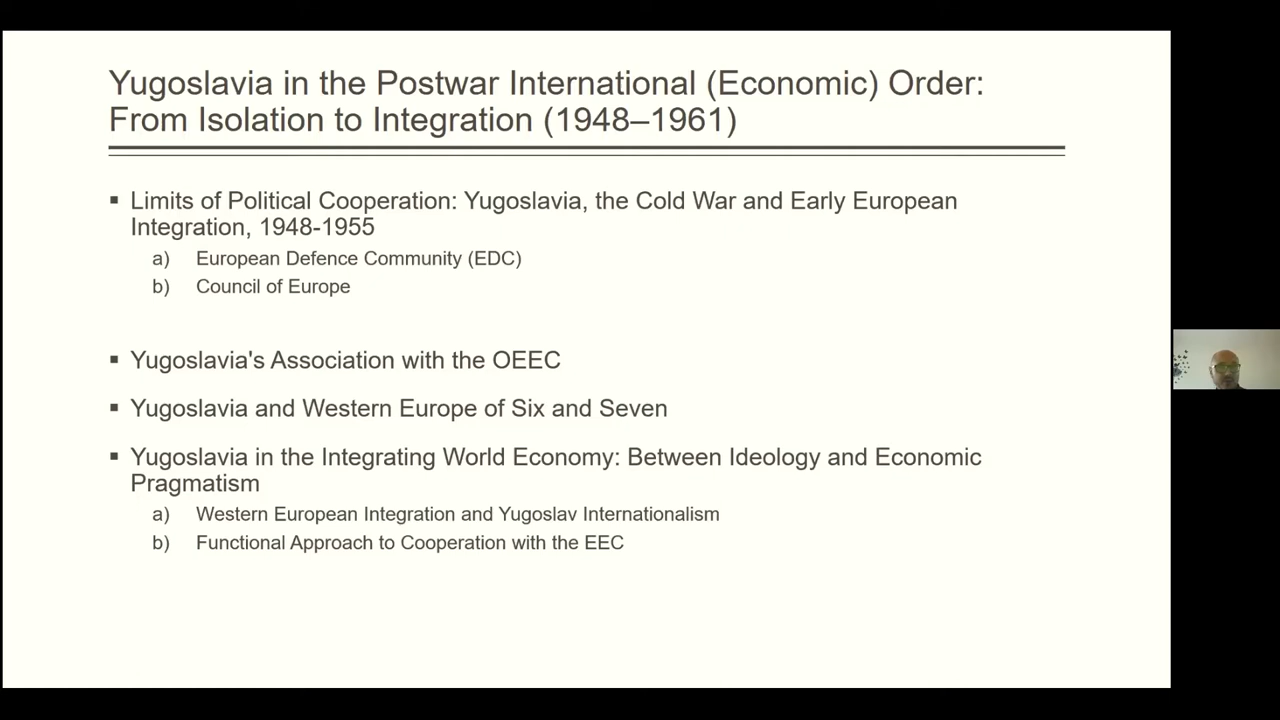 Yugoslavia in the Postwar International (Economic) Order:
From Isolation to Integration (1948–1961)
▪ Limits of Political Cooperation: Yugoslavia, the Cold War and Early European
Integration, 1948-1955
a) European Defence Community (EDC)
b) Council of Europe
▪ Yugoslavia's Association with the OEEC
▪ Yugoslavia and Western Europe of Six and Seven
▪ Yugoslavia in the Integrating World Economy: Between Ideology and Economic
Pragmatism
a) Western European Integration and Yugoslav Internationalism
b) Functional Approach to Cooperation with the EEC